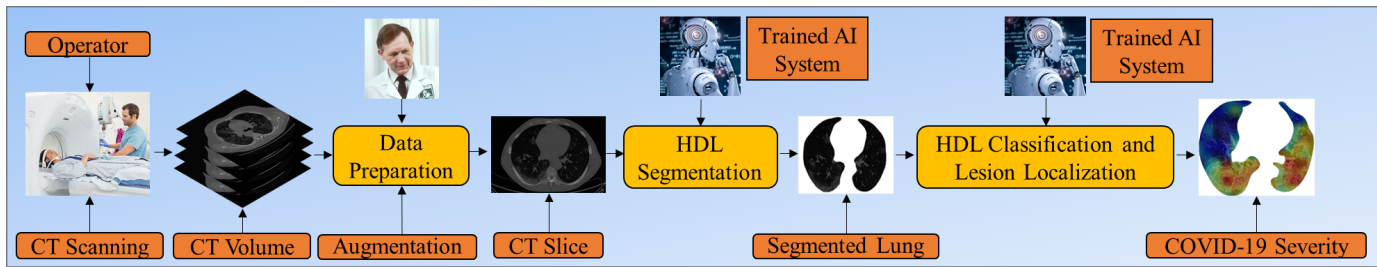 Operator
Trained AI
System
Trained AI
System
Data
Preparation
HDL
Segmentation
HDL Classification and
Lesion Localization
CT Scanning
CT Volume
Augmentation
CT Slice
Segmented Lung
COVID-19 Severity